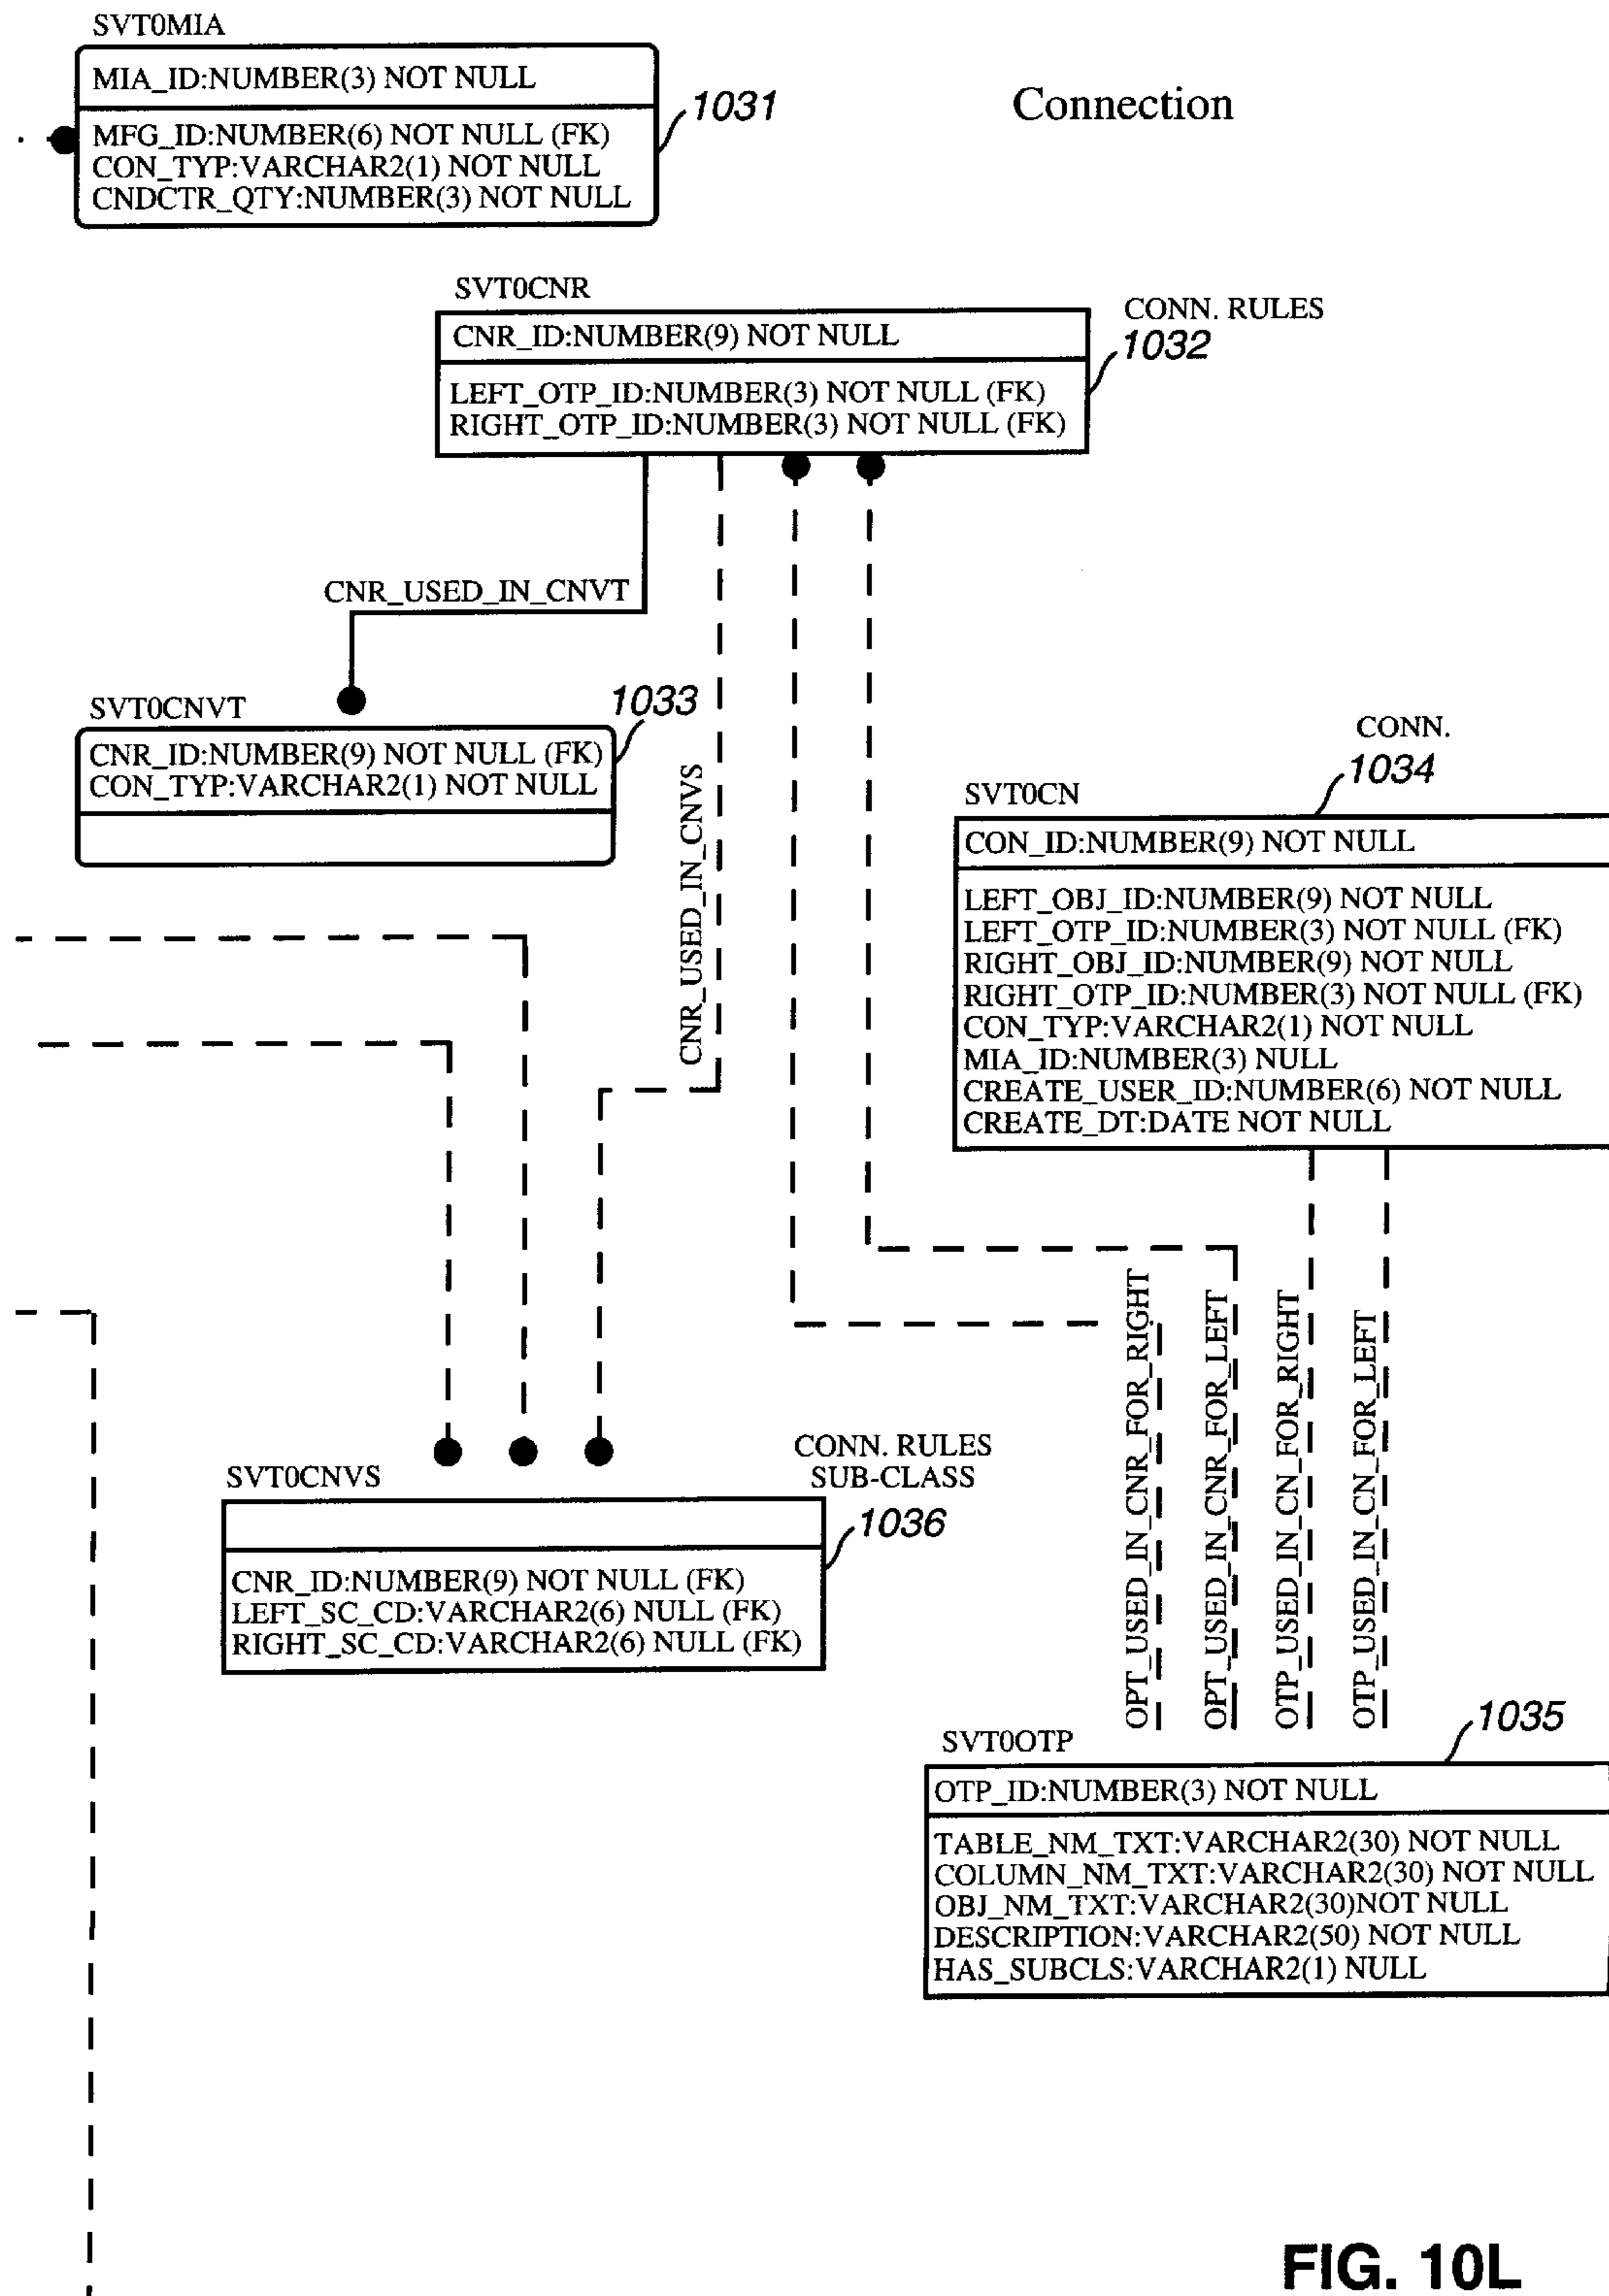 SVT0MIA
MIA_ID:NUMBER(3) NOT NULL
MFG_ID:NUMBER(6) NOT NULL (FK)
CON_TYP:VARCHAR2(1) NOT NULL
CNDCTR_QTY:NUMBER(3) NOT NULL
1031
Connection
SVT0CNR
CONN. RULES
1032
CNR_ID:NUMBER(9) NOT NULL
LEFT_OTP_ID:NUMBER(3) NOT NULL (FK)
RIGHT_OTP_ID:NUMBER(3) NOT NULL (FK)
CNR_USED_IN_CNVT
SVT0CNVT
1033
CNR_ID:NUMBER(9) NOT NULL (FK)
CON_TYP:VARCHAR2(1) NOT NULL
CNR_USED_IN_CNVS
CONN.
1034
SVT0CN
CON_ID:NUMBER(9) NOT NULL
LEFT_OBJ_ID:NUMBER(9) NOT NULL
LEFT_OTP_ID:NUMBER(3) NOT NULL (FK)
RIGHT_OBJ_ID:NUMBER(9) NOT NULL
RIGHT_OTP_ID:NUMBER(3) NOT NULL (FK)
CON_TYP:VARCHAR2(1) NOT NULL
MIA_ID:NUMBER(3) NULL
CREATE_USER_ID:NUMBER(6) NOT NULL
CREATE_DT:DATE NOT NULL
OPT_USED_IN_CNR_FOR_RIGHT
OPT_USED_IN_CNR_FOR_LEFT
OTP_USED_IN_CN_FOR_RIGHT
OTP_USED_IN_CN_FOR_LEFT
SVT0CNVS
CONN. RULES
SUB-CLASS
1036
CNR_ID:NUMBER(9) NOT NULL (FK)
LEFT_SC_CD:VARCHAR2(6) NULL (FK)
RIGHT_SC_CD:VARCHAR2(6) NULL (FK)
SVT0OTP
1035
OTP_ID:NUMBER(3) NOT NULL
TABLE_NM_TXT:VARCHAR2(30) NOT NULL
COLUMN_NM_TXT:VARCHAR2(30) NOT NULL
OBJ_NM_TXT:VARCHAR2(30)NOT NULL
DESCRIPTION:VARCHAR2(50) NOT NULL
HAS_SUBCLS:VARCHAR2(1) NULL
FIG. 10L